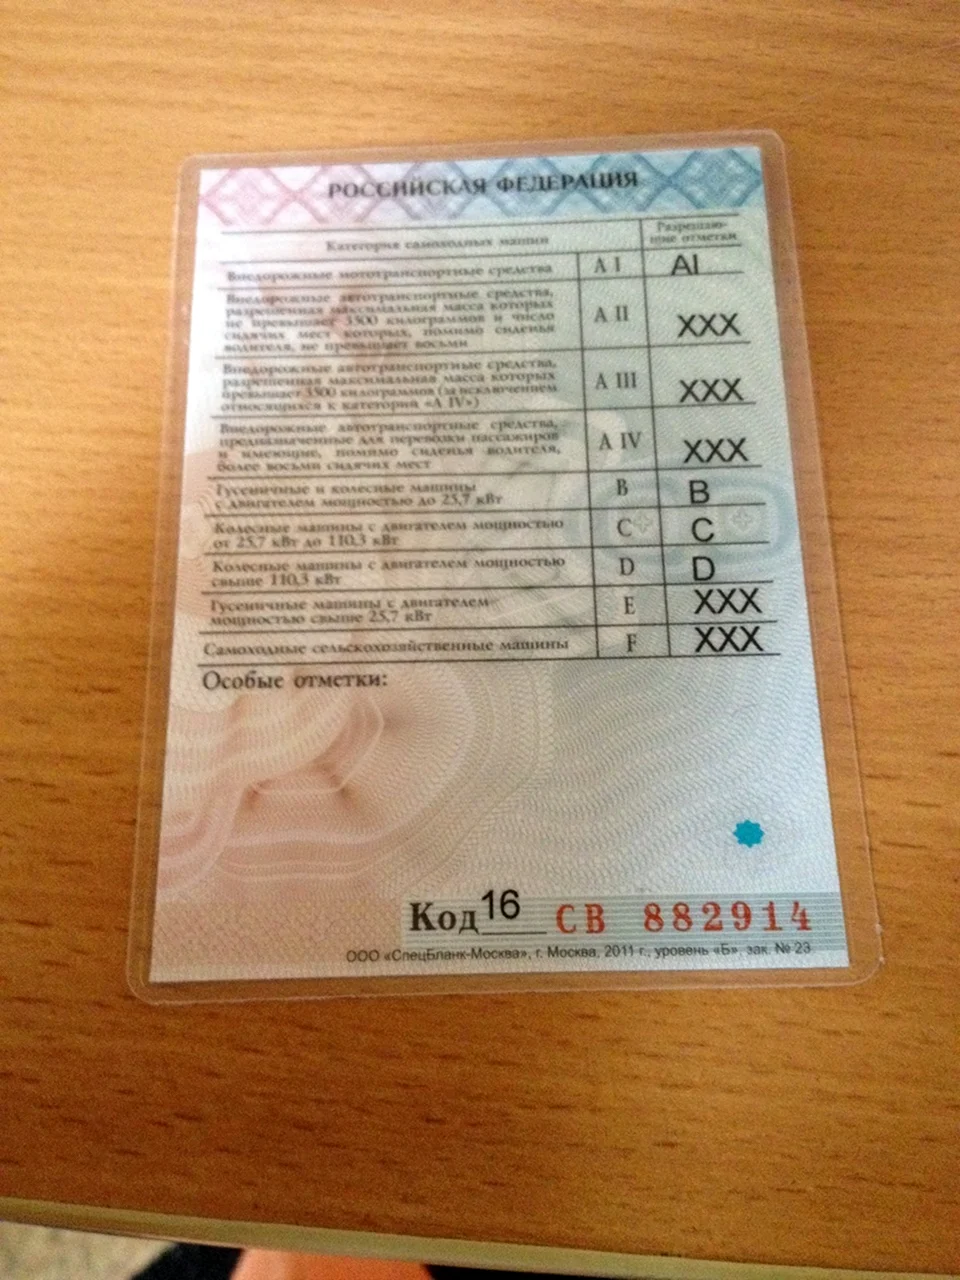 РОССИЙСКАЯ ФЕДЕРАЦИЯ
Категория самоходных машин
Разрешаю-
щие отметки
Внедорожные мототранспортные средства
A I
AI
Внедорожные автотранспортные средства,
разрешенная максимальная масса которых
не превышает 3500 килограммов и число
сидячих мест которых, помимо сиденья
водителя, не превышает восьми
A II
XXX
Внедорожные автотранспортные средства,
разрешенная максимальная масса которых
превышает 3500 килограммов (за исключением
относящихся к категории «A IV»)
A III
XXX
Внедорожные автотранспортные средства,
предназначенные для перевозки пассажиров
и имеющие, помимо сиденья водителя,
более восьми сидячих мест
A IV
XXX
Гусеничные и колесные машины
с двигателем мощностью до 25,7 кВт
B
B
Колесные машины с двигателем мощностью
от 25,7 кВт до 110,3 кВт
C
C
Колесные машины с двигателем мощностью
свыше 110,3 кВт
D
D
Гусеничные машины с двигателем
мощностью свыше 25,7 кВт
E
XXX
Самоходные сельскохозяйственные машины
F
XXX
Особые отметки:
Код 16 СВ 882914
ООО «СпецБланк-Москва», г. Москва, 2011 г., уровень «Б», зак. № 23